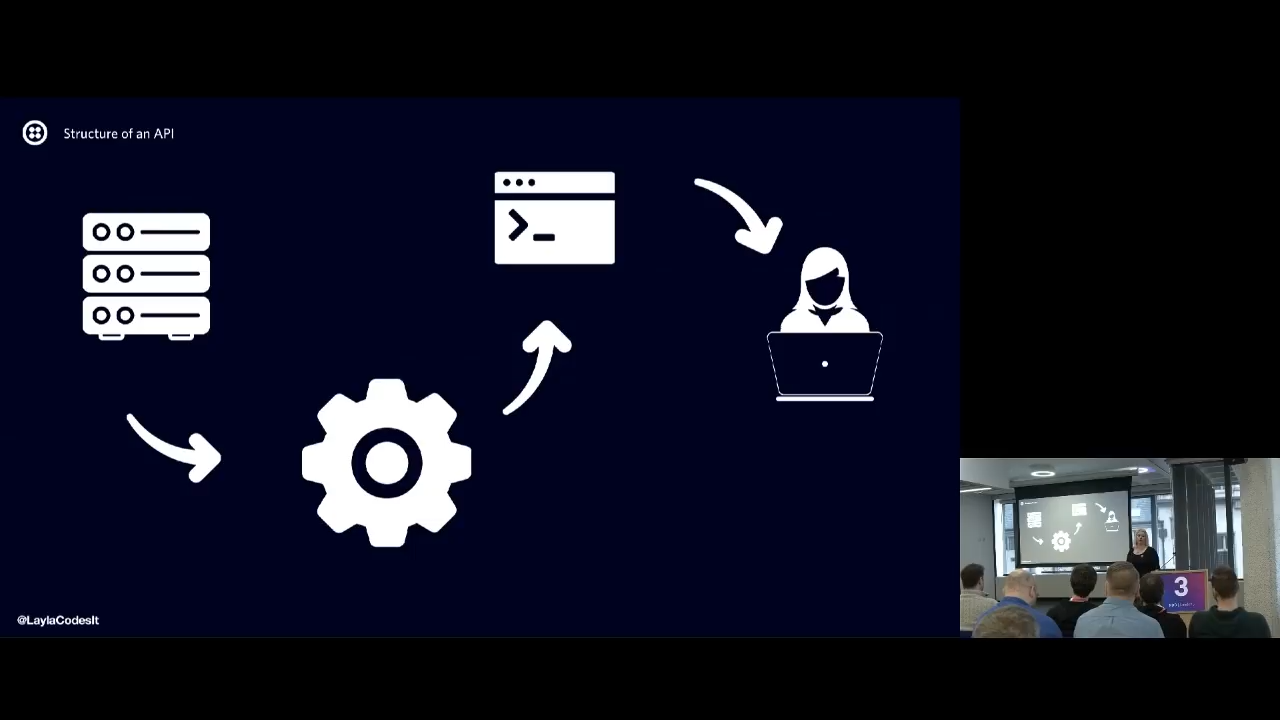 Structure of an API
>_
@LaylaCodesIt
3